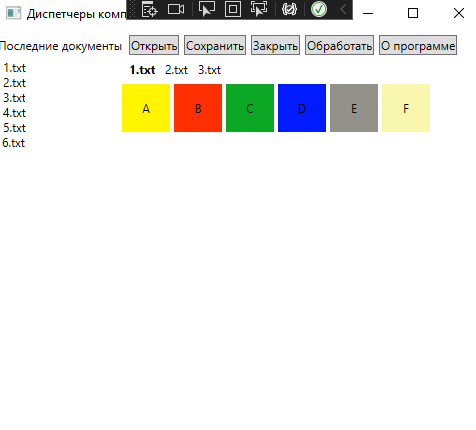 Диспетчеры комп
Последние документы Открыть Сохранить Закрыть Обработать О программе
1.txt 1.txt 2.txt 3.txt
2.txt
3.txt A B C D E F
4.txt
5.txt
6.txt